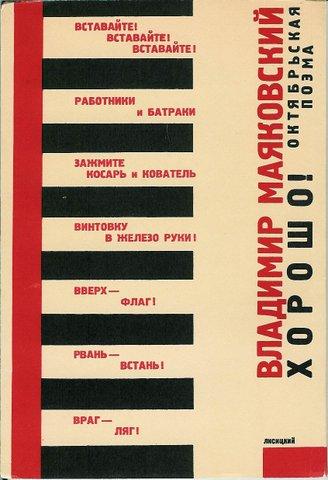 ВСТАВАЙТЕ!
ВСТАВАЙТЕ!
ВСТАВАЙТЕ!
РАБОТНИКИ
и БАТРАКИ
ЗАЖМИТЕ
КОСАРЬ и КОВАТЕЛЬ
ВИНТОВКУ
В ЖЕЛЕЗО РУКИ!
ВВЕРХ—
ФЛАГ!
РВАНЬ—
ВСТАНЬ!
ВРАГ—
ЛЯГ!
ВЛАДИМИР МАЯКОВСКИЙ
ХОРОШО!
ОКТЯБРЬСКАЯ
ПОЭМА
ЛИСИЦКИЙ